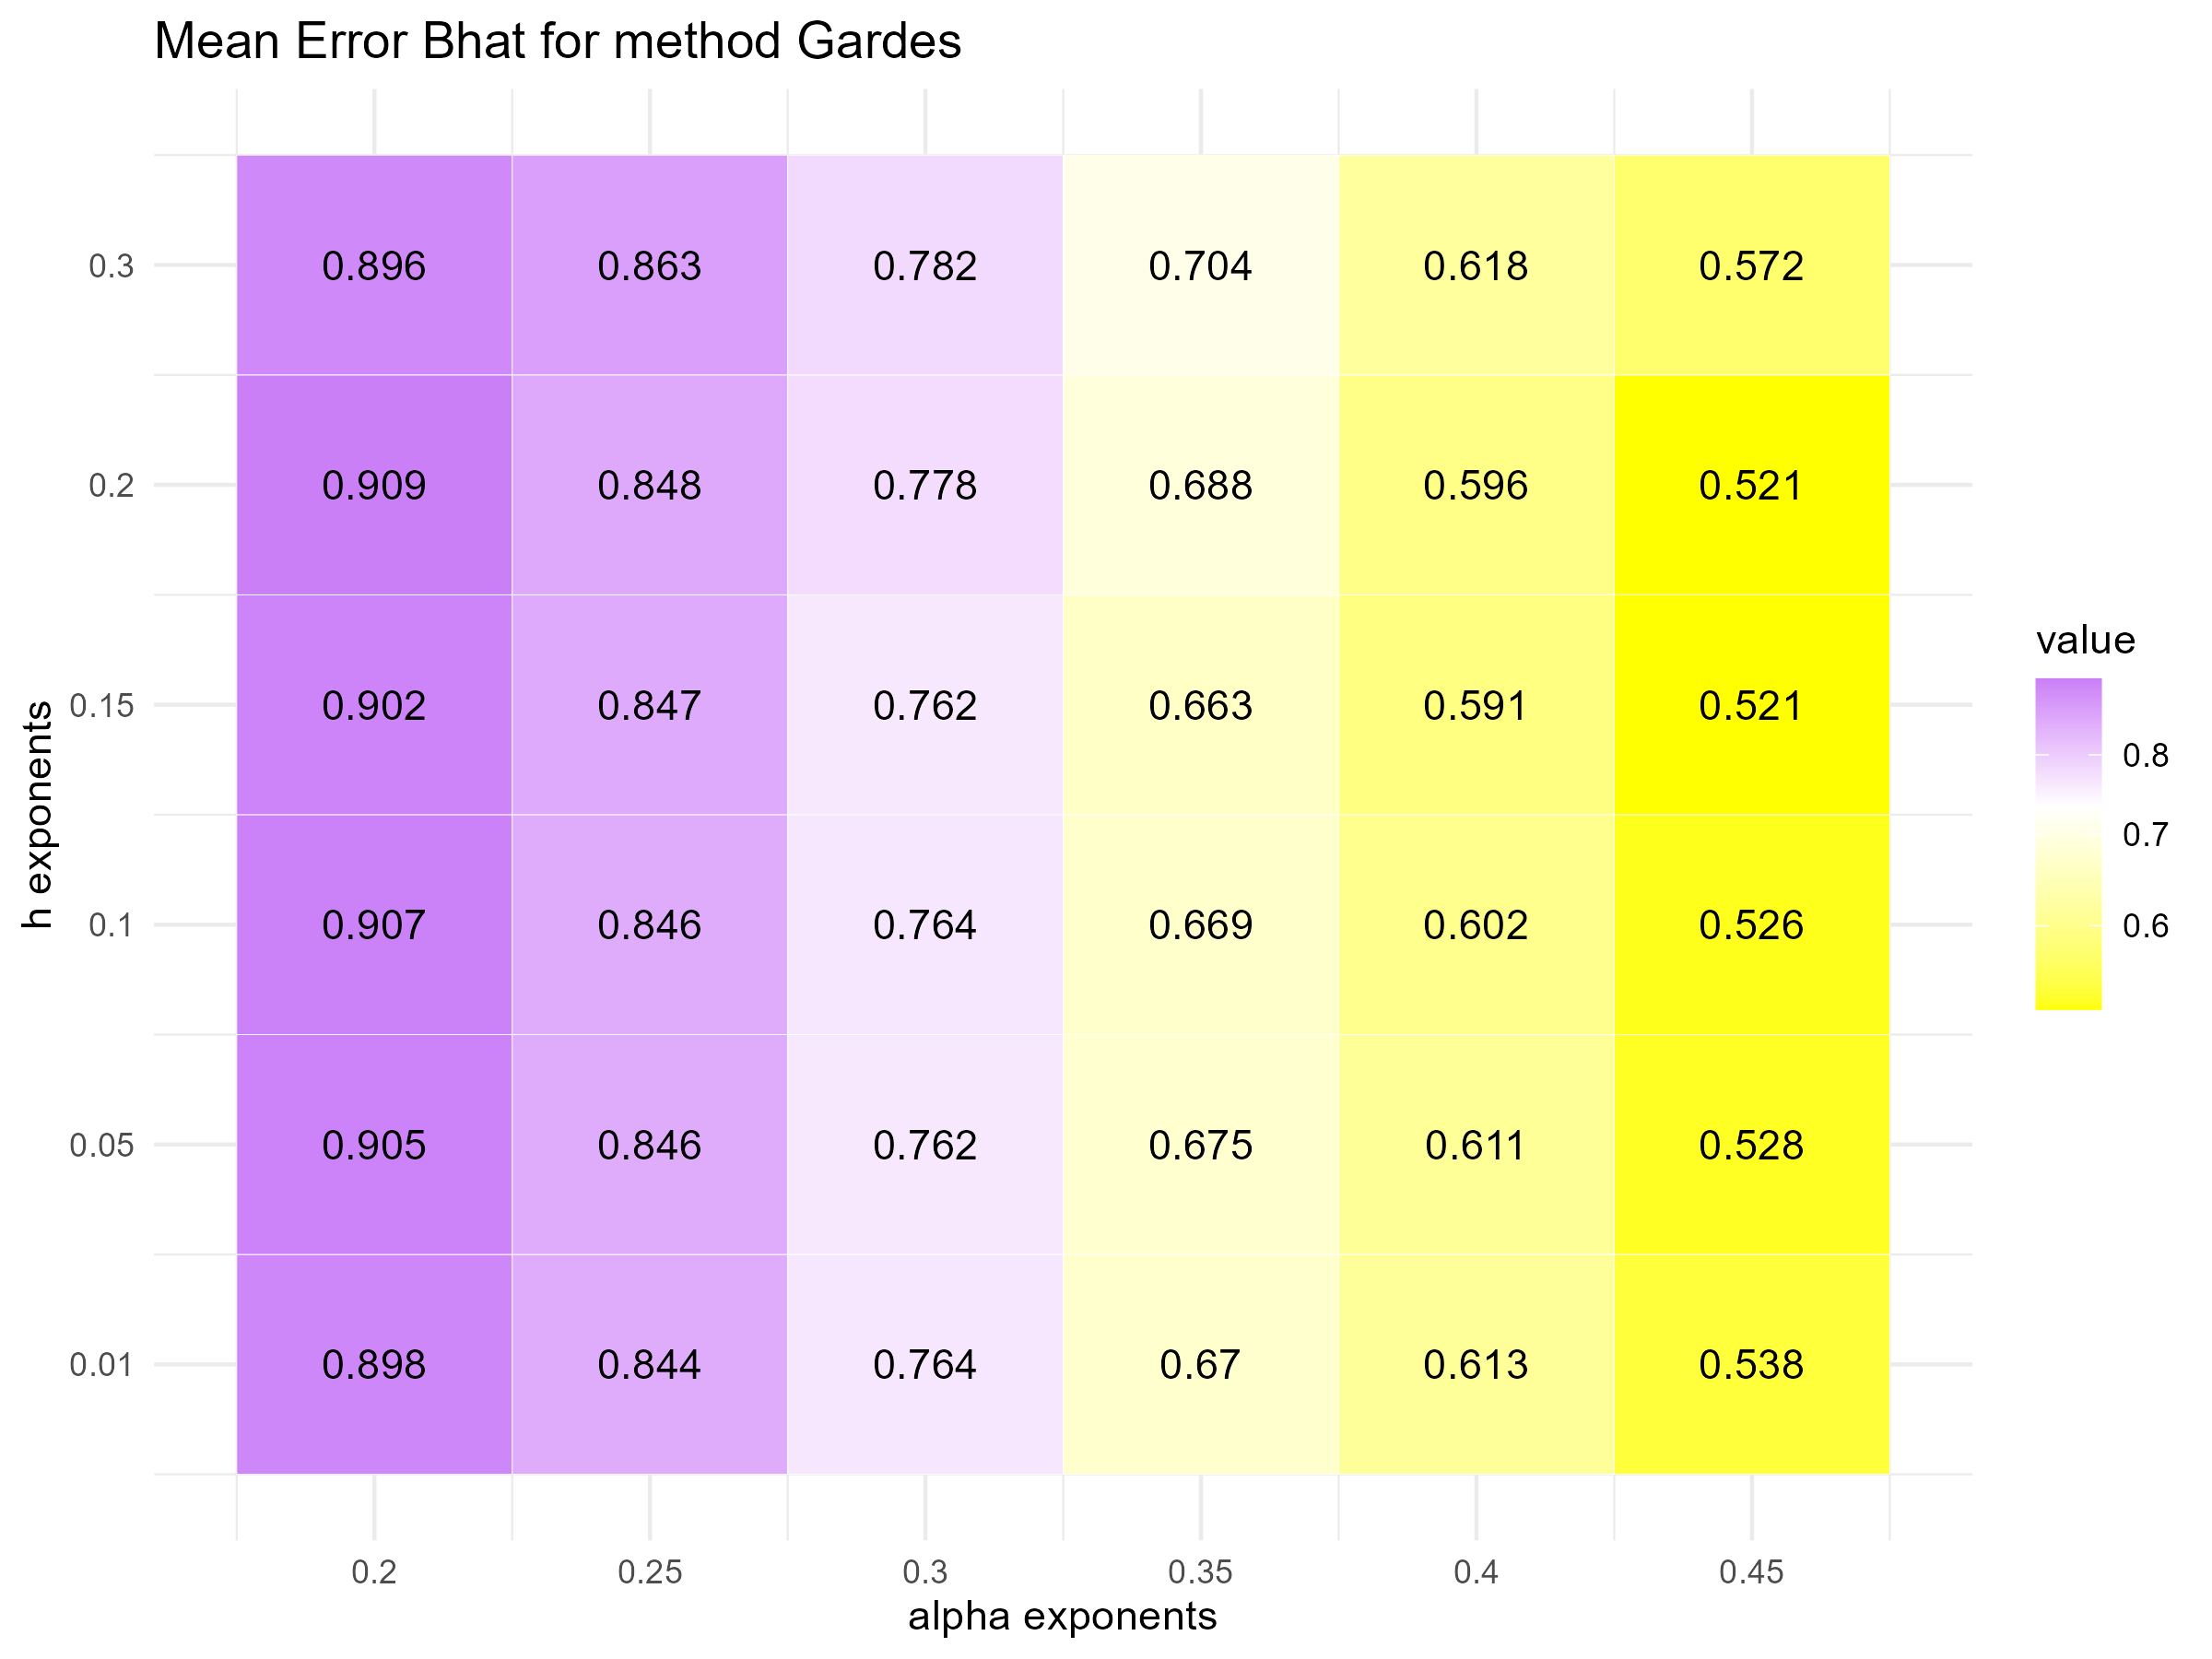 Mean Error Bhat for method Gardes
h exponents
0.3 0.896 0.863 0.782 0.704 0.618 0.572
0.2 0.909 0.848 0.778 0.688 0.596 0.521
0.15 0.902 0.847 0.762 0.663 0.591 0.521
0.1 0.907 0.846 0.764 0.669 0.602 0.526
0.05 0.905 0.846 0.762 0.675 0.611 0.528
0.01 0.898 0.844 0.764 0.67 0.613 0.538
0.2 0.25 0.3 0.35 0.4 0.45
alpha exponents
value
0.8
0.7
0.6